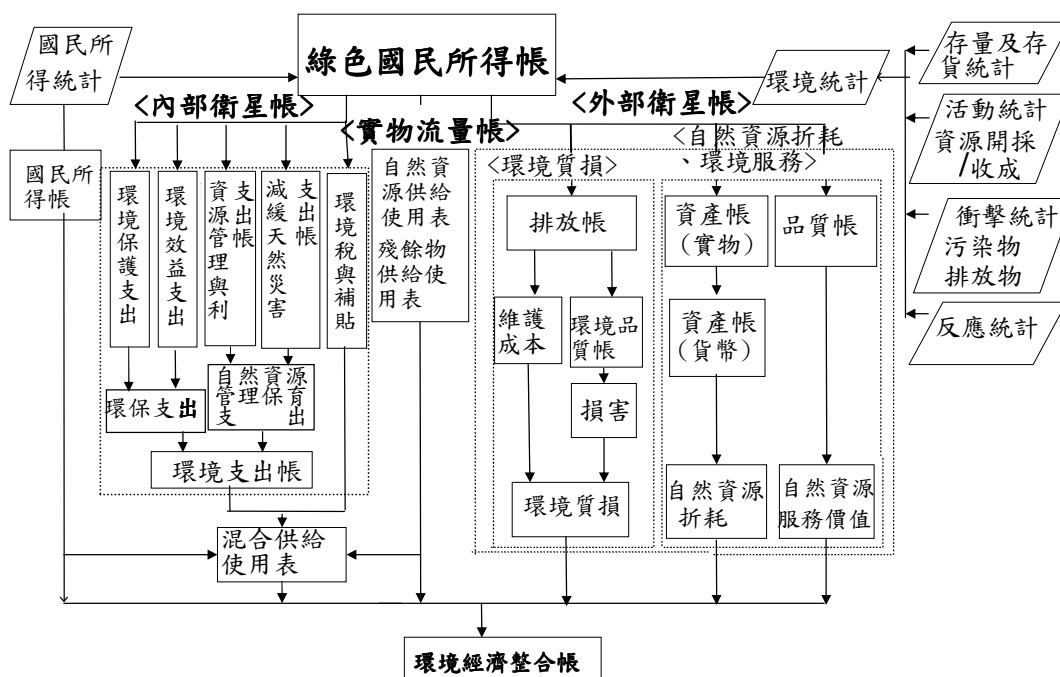 國民所
得統計
綠色國民所得帳
環境統計
存量及存
貨統計
活動統計
資源開採
/收成
衝擊統計
污染物
排放物
反應統計
<內部衛星帳>
<實物流量帳>
<外部衛星帳>
<自然資源折耗
、環境服務>
<環境質損>
國民所
得帳
環境保護支出
環境效益支出
支出帳
資源管理與利
支出帳
減緩天然災害
環境稅與補貼
自然資
源供給
使用表
殘餘物
供給使
用表
排放帳
資產帳
(實物)
品質帳
維護
成本
環境品
質帳
資產帳
(貨幣)
損害
環保支出
自然資源
管理保育
支出
環境支出帳
環境質損
自然資源
折耗
自然資源
服務價值
混合供給
使用表
環境經濟整合帳